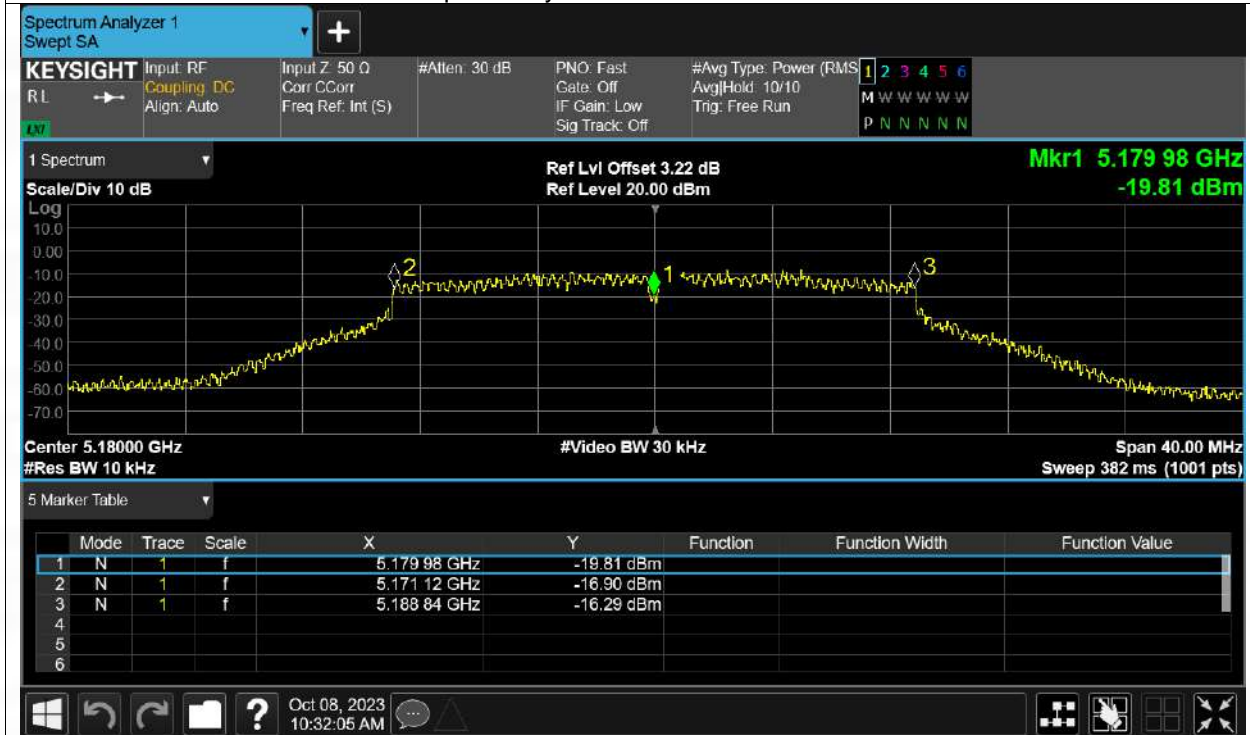 Spectrum Analyzer 1
Swept SA
+
KEYSIGHT
RL
LXI
Input: RF
Coupling: DC
Align: Auto
Input Z: 50 Ω
Corr CCorr
Freq Ref: Int (S)
#Atten: 30 dB
PNO: Fast
Gate: Off
IF Gain: Low
Sig Track: Off
#Avg Type: Power (RMS
Avg|Hold: 10/10
Trig: Free Run
1 2 3 4 5 6
M W W W W W
P N N N N N
1 Spectrum
Scale/Div 10 dB
Ref Lvl Offset 3.22 dB
Ref Level 20.00 dBm
Mkr1 5.179 98 GHz
-19.81 dBm
Log
10.0
0.00
-10.0
-20.0
-30.0
-40.0
-50.0
-60.0
-70.0
2
1
3
Center 5.18000 GHz
#Video BW 30 kHz
Span 40.00 MHz
#Res BW 10 kHz
Sweep 382 ms (1001 pts)
5 Marker Table
Mode Trace Scale X Y Function Function Width Function Value
1 N 1 f 5.179 98 GHz -19.81 dBm
2 N 1 f 5.171 12 GHz -16.90 dBm
3 N 1 f 5.188 84 GHz -16.29 dBm
4
5
6
?
Oct 08, 2023
10:32:05 AM